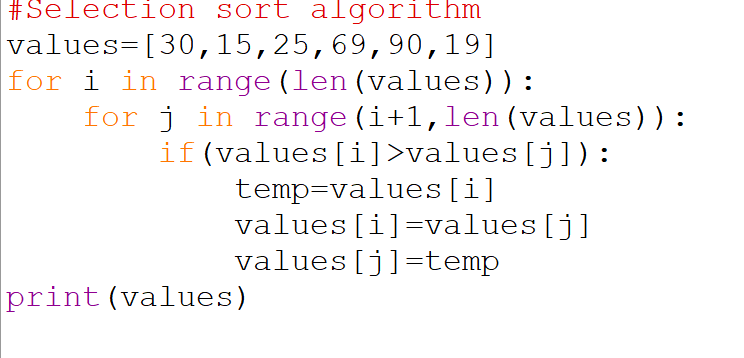 #Selection sort algorithm
values=[30,15,25,69,90,19]
for i in range(len(values)):
    for j in range(i+1,len(values)):
        if(values[i]>values[j]):
            temp=values[i]
            values[i]=values[j]
            values[j]=temp
print(values)